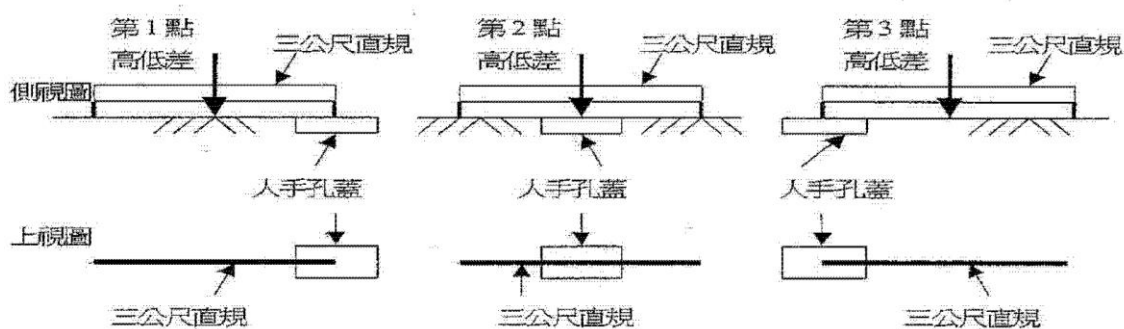 第1點
高低差
三公尺直規
第2點
高低差
三公尺直規
第3點
高低差
三公尺直規
側視圖
人手孔蓋
人手孔蓋
人手孔蓋
上視圖
三公尺直規
三公尺直規
三公尺直規